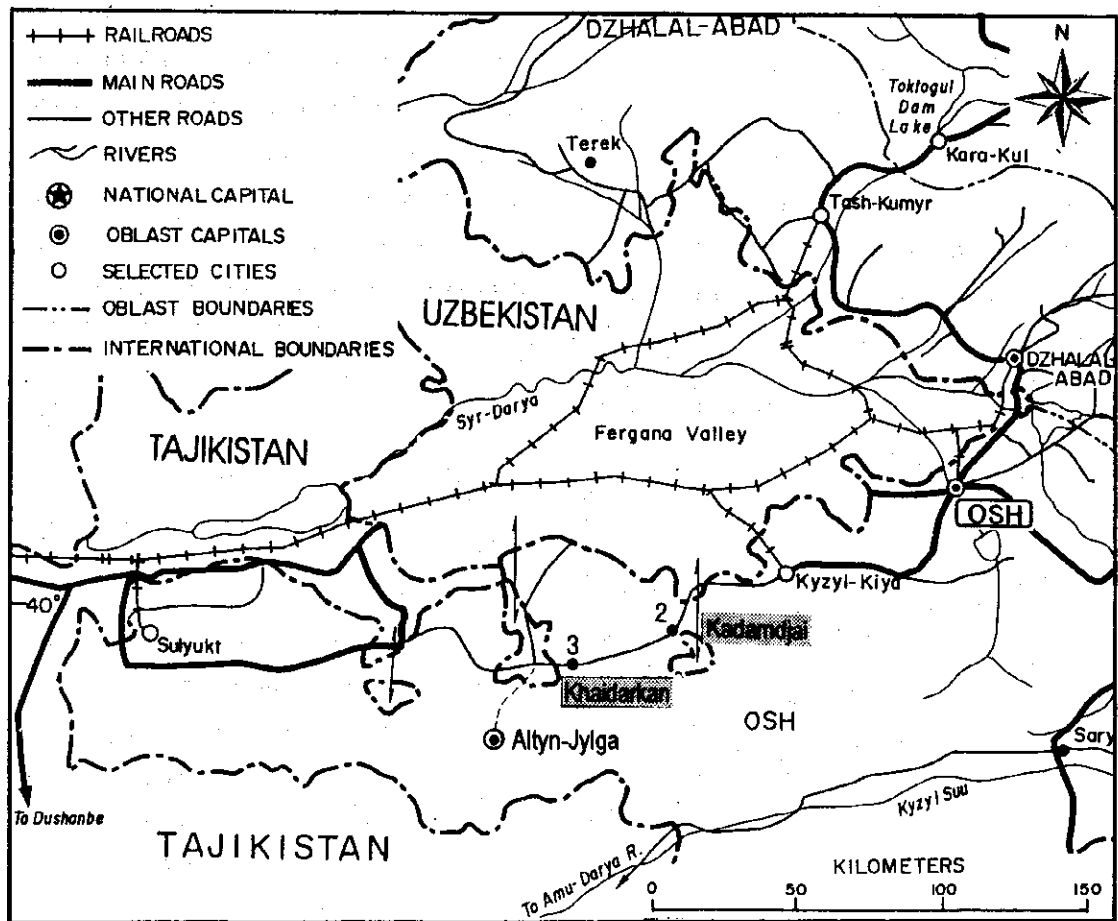 RAILROADS
MAIN ROADS
OTHER ROADS
RIVERS
NATIONAL CAPITAL
OBLAST CAPITALS
SELECTED CITIES
OBLAST BOUNDARIES
INTERNATIONAL BOUNDARIES
DZHALAL-ABAD
N
Toktogul
Dam
Lake
Kara-Kul
Terek
Tash-Kumyr
UZBEKISTAN
DZHALAL-
ABAD
Syr-Darya
Fergana Valley
TAJIKISTAN
OSH
Kyzyl-Kiya
40°
Sulyukt
2
Kadamdjai
3
Khaidarkan
OSH
Altyn-Jylga
Sary
Kyzyl Suu
To Dushanbe
TAJIKISTAN
To Amu-Darya R.
KILOMETERS
0 50 100 150